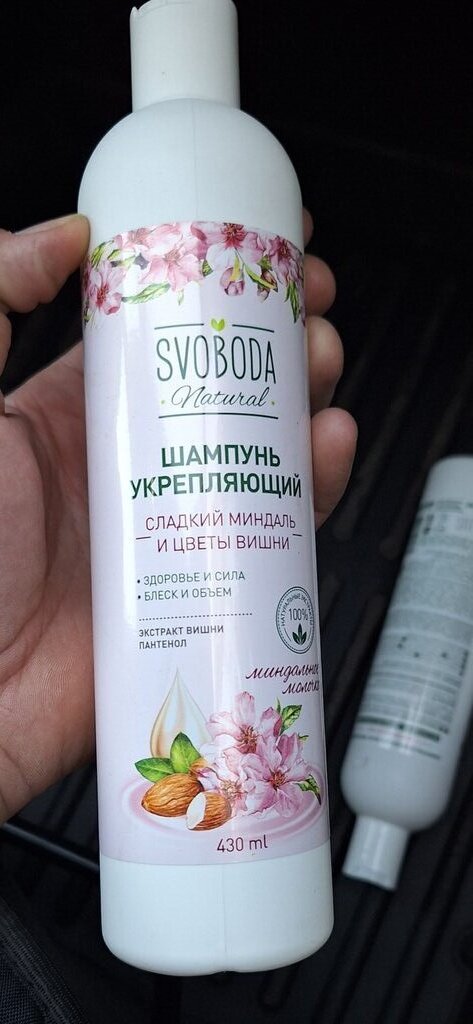 SVOBODA
Natural
ШАМПУНЬ
УКРЕПЛЯЮЩИЙ
СЛАДКИЙ МИНДАЛЬ
И ЦВЕТЫ ВИШНИ
• ЗДОРОВЬЕ И СИЛА
• БЛЕСК И ОБЪЕМ
ЭКСТРАКТ ВИШНИ
ПАНТЕНОЛ
НАТУРАЛЬНЫЕ
100%
миндальное
молочко
430 ml